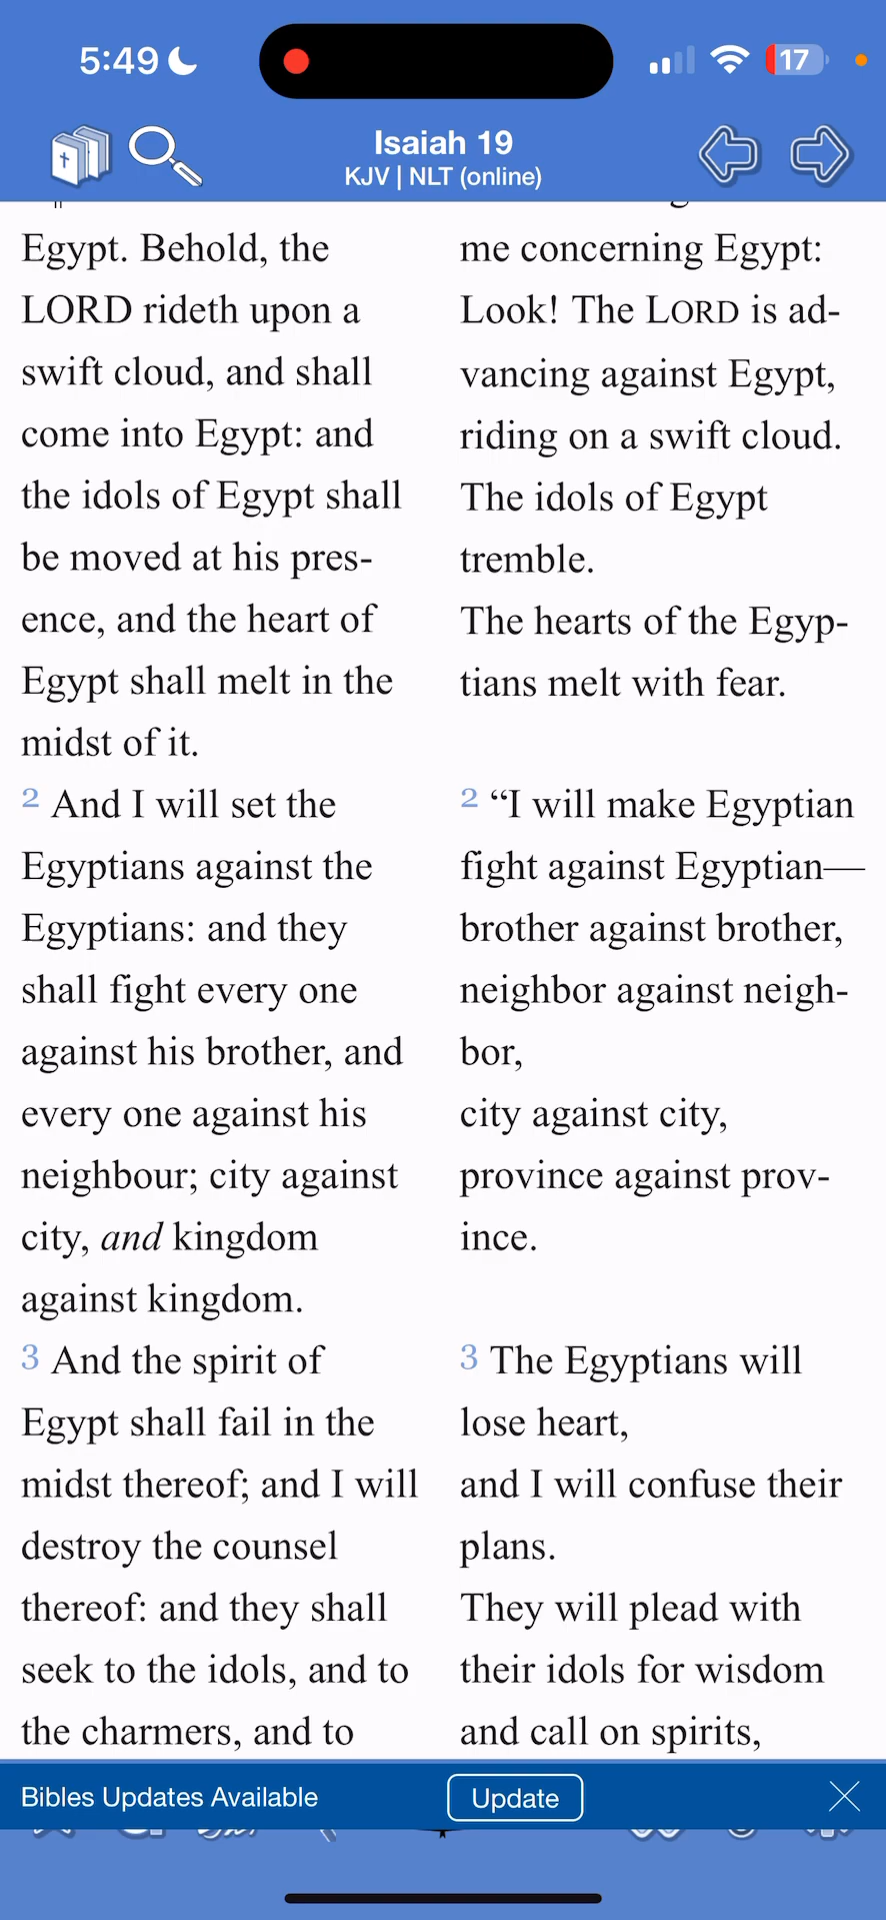 5:49
17
Isaiah 19
KJV | NLT (online)
Egypt. Behold, the
LORD rideth upon a
swift cloud, and shall
come into Egypt: and
the idols of Egypt shall
be moved at his pres-
ence, and the heart of
Egypt shall melt in the
midst of it.
2 And I will set the
Egyptians against the
Egyptians: and they
shall fight every one
against his brother, and
every one against his
neighbour; city against
city, and kingdom
against kingdom.
3 And the spirit of
Egypt shall fail in the
midst thereof; and I will
destroy the counsel
thereof: and they shall
seek to the idols, and to
the charmers, and to
me concerning Egypt:
Look! The LORD is ad-
vancing against Egypt,
riding on a swift cloud.
The idols of Egypt
tremble.
The hearts of the Egyp-
tians melt with fear.
2 “I will make Egyptian
fight against Egyptian—
brother against brother,
neighbor against neigh-
bor,
city against city,
province against prov-
ince.
3 The Egyptians will
lose heart,
and I will confuse their
plans.
They will plead with
their idols for wisdom
and call on spirits,
Bibles Updates Available
Update